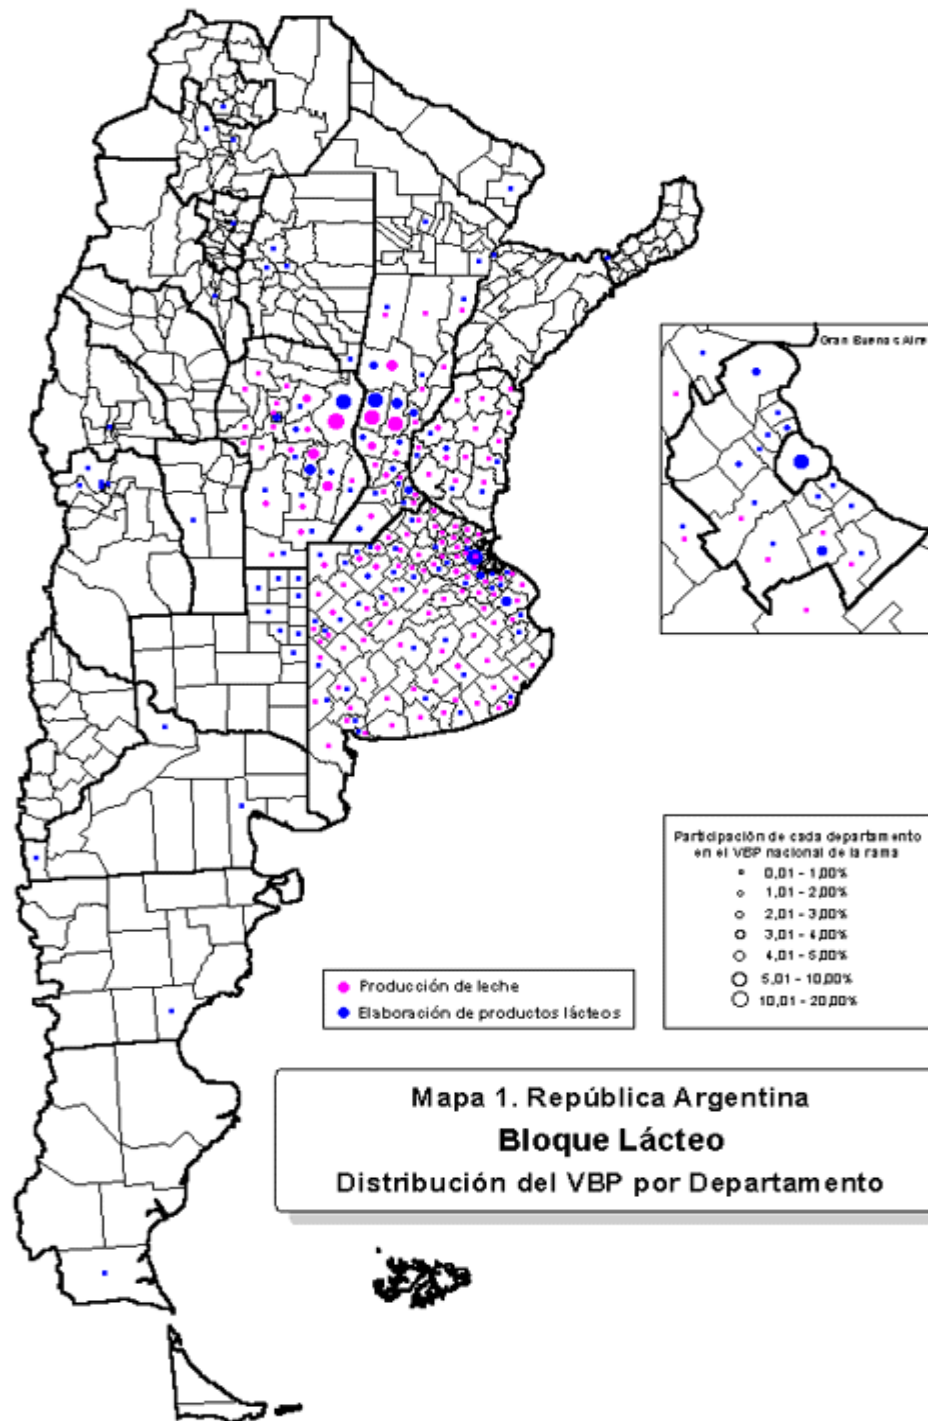 Gran Buenos Aire
Participación de cada departamento
en el VBP nacional de la rama
0,01 - 1,00%
1,01 - 2,00%
2,01 - 3,00%
3,01 - 4,00%
4,01 - 5,00%
5,01 - 10,00%
10,01 - 20,00%
Producción de leche
Elaboración de productos lácteos
Mapa 1. República Argentina
Bloque Lácteo
Distribución del VBP por Departamento